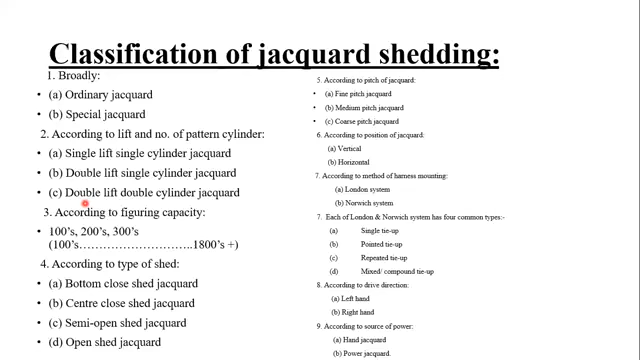 Classification of jacquard shedding:
1. Broadly:
• (a) Ordinary jacquard
• (b) Special jacquard
2. According to lift and no. of pattern cylinder:
• (a) Single lift single cylinder jacquard
• (b) Double lift single cylinder jacquard
• (c) Double lift double cylinder jacquard
3. According to figuring capacity:
• 100's, 200's, 300's
(100's………………………..1800's +)
4. According to type of shed:
• (a) Bottom close shed jacquard
• (b) Centre close shed jacquard
• (c) Semi-open shed jacquard
• (d) Open shed jacquard
5. According to pitch of jacquard:
• (a) Fine pitch jacquard
• (b) Medium pitch jacquard
• (c) Coarse pitch jacquard
6. According to position of jacquard:
(a) Vertical
(b) Horizontal
7. According to method of harness mounting:
(a) London system
(b) Norwich system
7. Each of London & Norwich system has four common types:-
(a) Single tie-up
(b) Pointed tie-up
(c) Repeated tie-up
(d) Mixed/ compound tie-up
8. According to drive direction:
(a) Left hand
(b) Right hand
9. According to source of power:
(a) Hand jacquard
(b) Power jacquard.